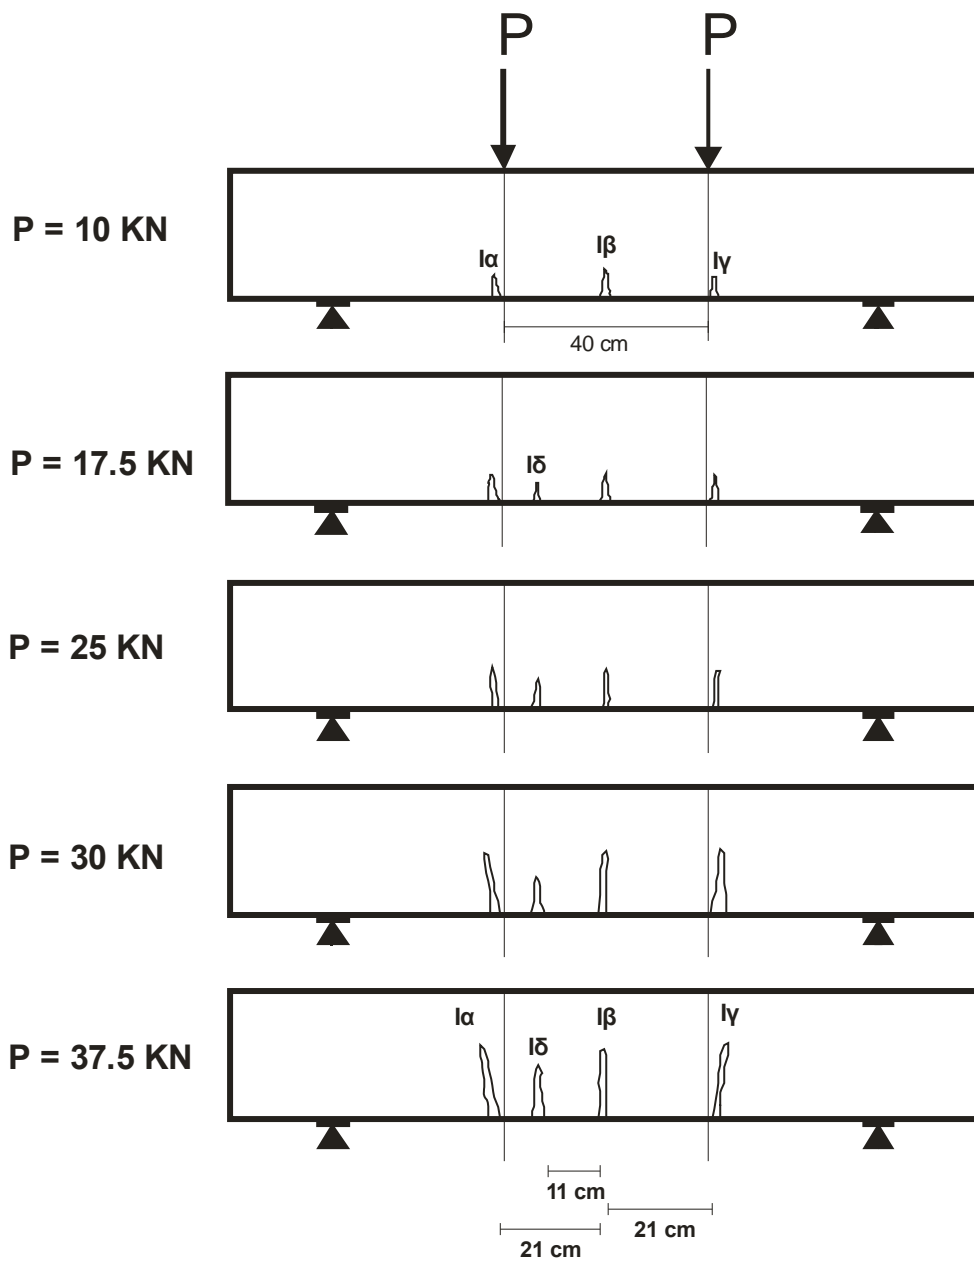 P P
P = 10 KN
Iα Iβ Iγ
40 cm
P = 17.5 KN
Iδ
P = 25 KN
P = 30 KN
Iα Iδ Iβ Iγ
P = 37.5 KN
11 cm
21 cm
21 cm